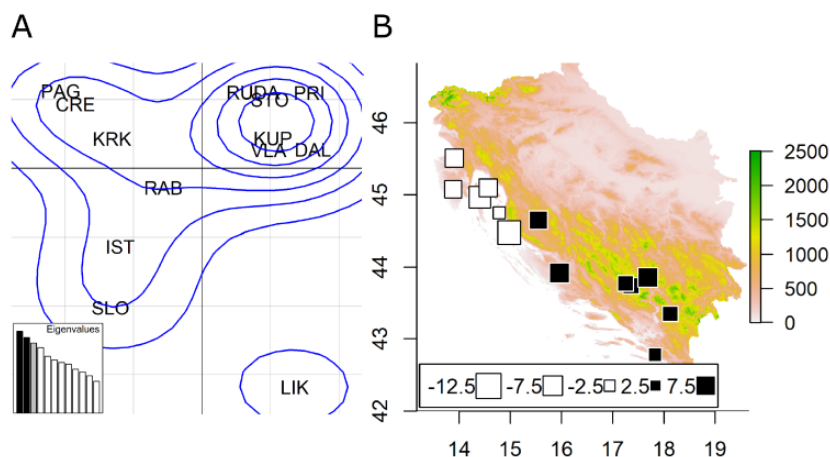 A
PAG
CRE
KRK
RUDA
PRI
STO
KUP
VLA
DAL
RAB
IST
SLO
Eigenvalues
LIK
B
46
45
44
43
42
2500
2000
1500
1000
500
0
-12.5 -7.5 -2.5 2.5 7.5
14 15 16 17 18 19